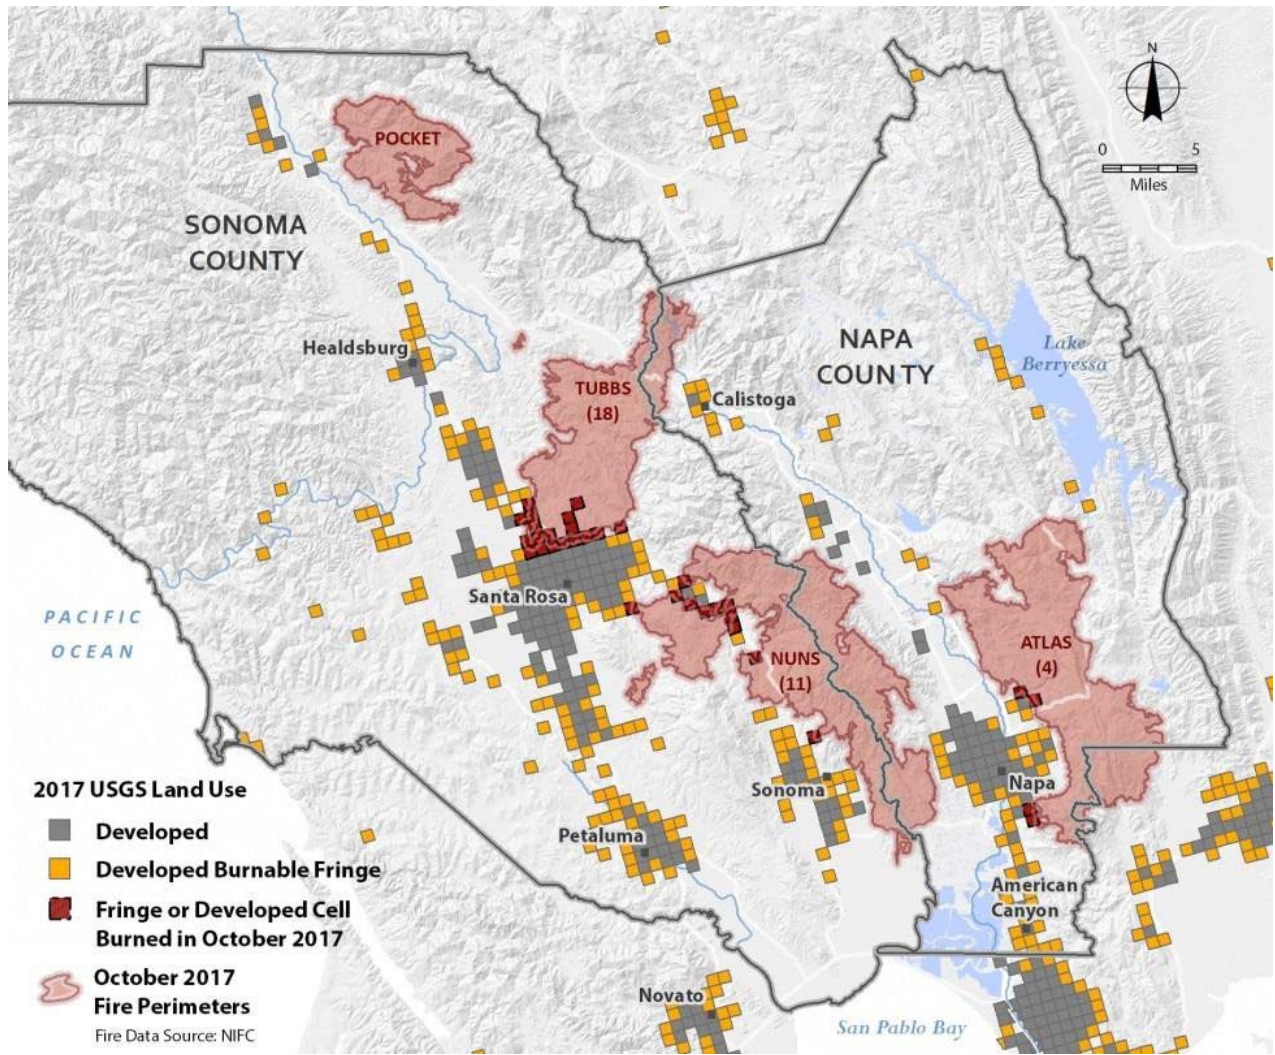 POCKET
N
0 5
Miles
SONOMA
COUNTY
NAPA
COUNTY
Lake
Berryessa
Healdsburg
TUBBS
(18)
Calistoga
Santa Rosa
PACIFIC
OCEAN
NUNS
(11)
ATLAS
(4)
Sonoma
Napa
Petaluma
American
Canyon
Novato
San Pablo Bay
2017 USGS Land Use
Developed
Developed Burnable Fringe
Fringe or Developed Cell
Burned in October 2017
October 2017
Fire Perimeters
Fire Data Source: NIFC